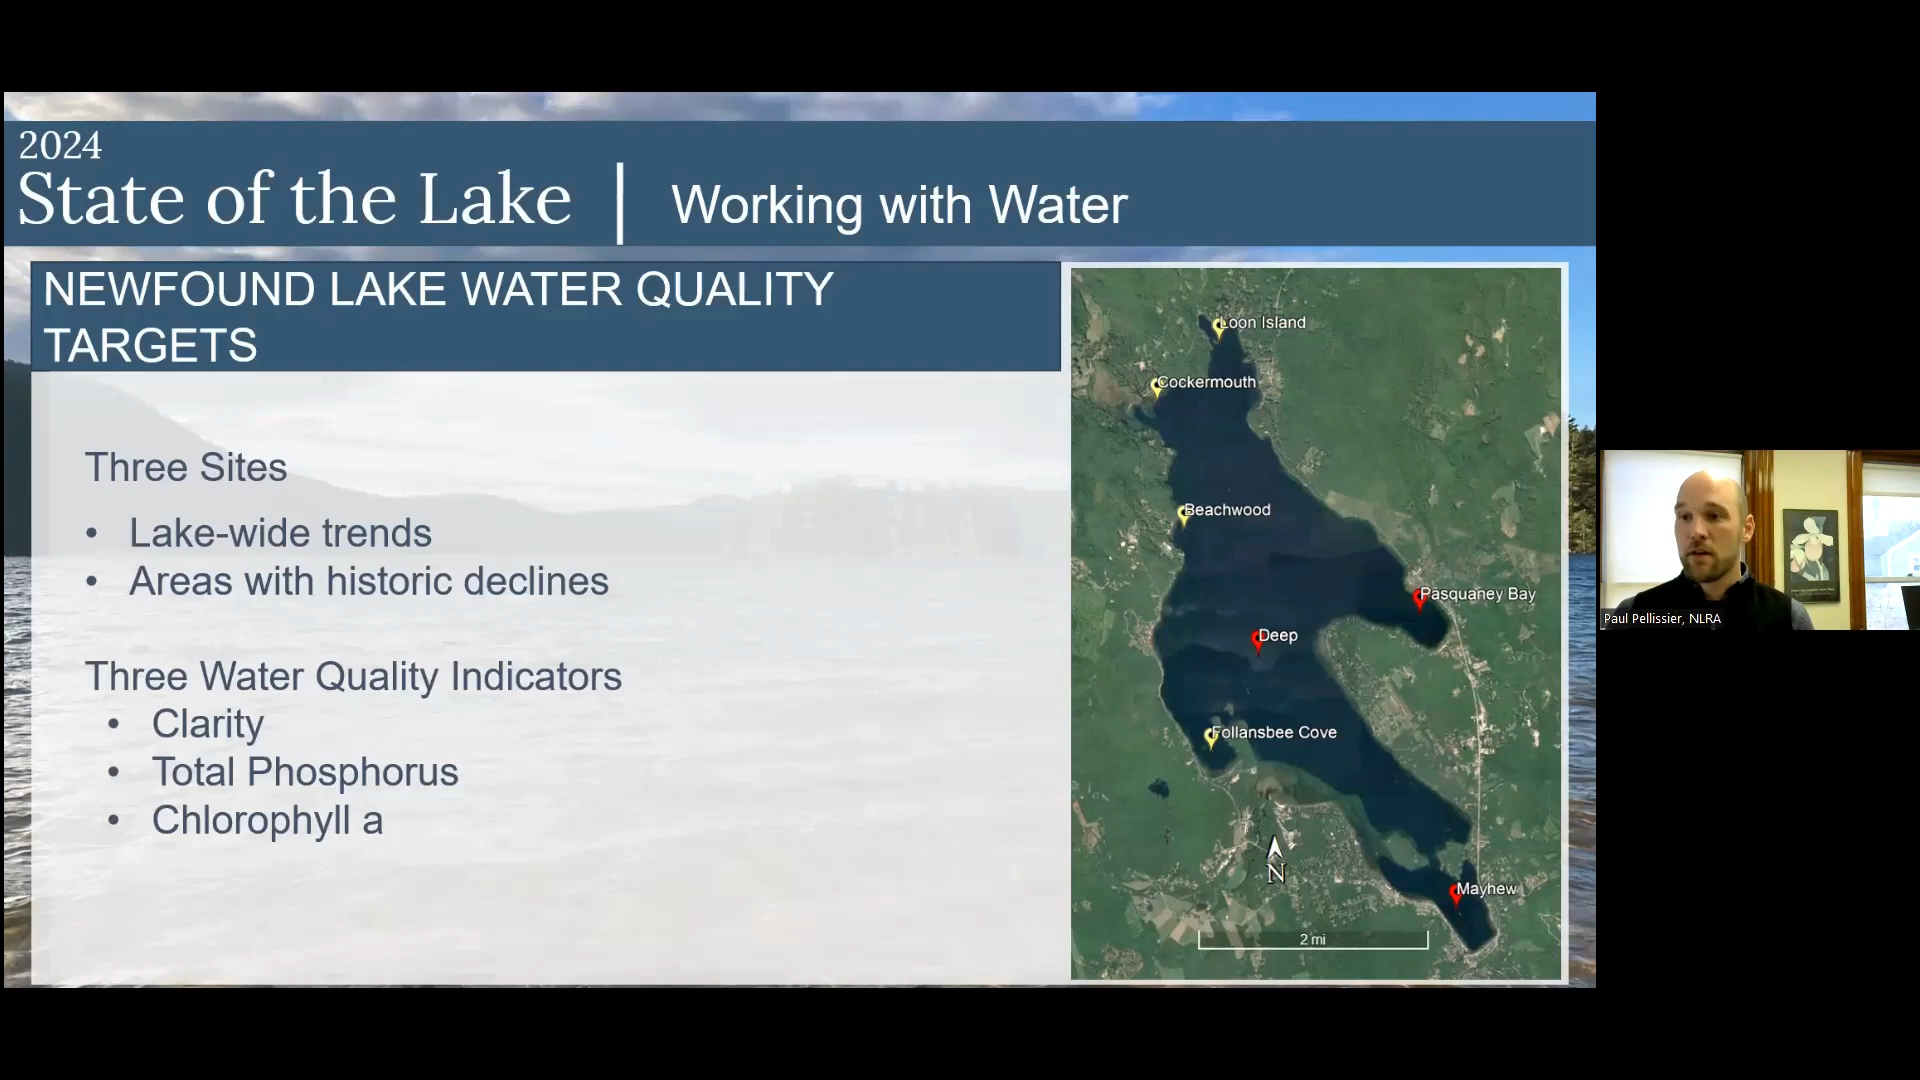 2024
State of the Lake | Working with Water
NEWFOUND LAKE WATER QUALITY
TARGETS
Three Sites
• Lake-wide trends
• Areas with historic declines
Three Water Quality Indicators
• Clarity
• Total Phosphorus
• Chlorophyll a
Loon Island
Cockermouth
Beachwood
Pasquaney Bay
Deep
Follansbee Cove
N
Mayhew
2 mi
Paul Pellissier, NLRA